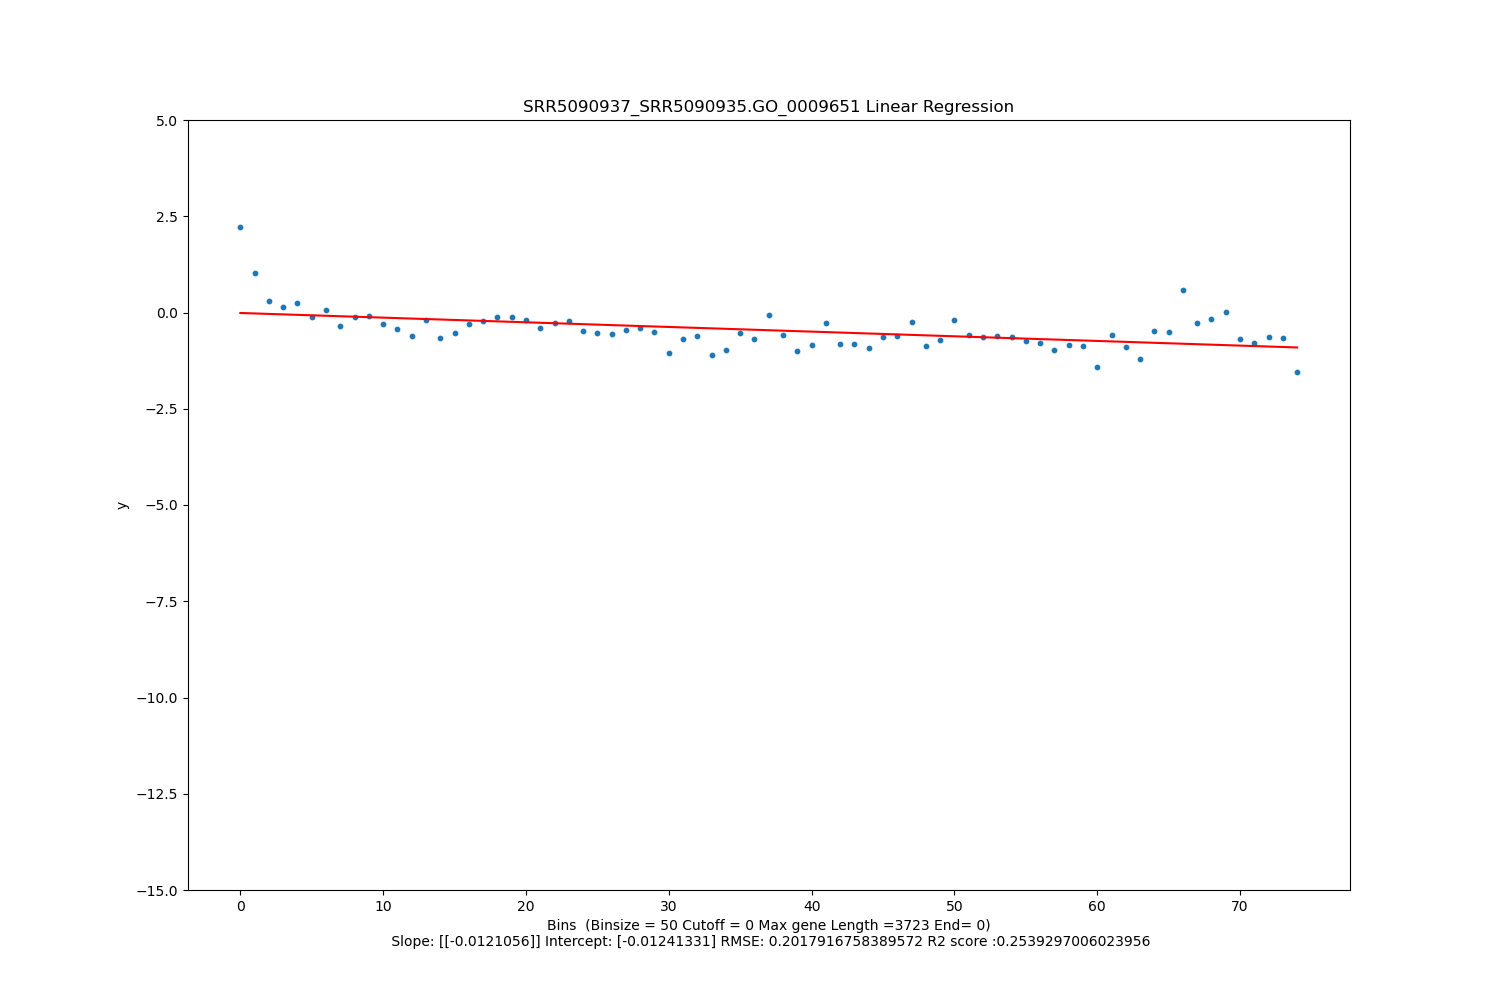 SRR5090937_SRR5090935.GO_0009651 Linear Regression
5.0
2.5
0.0
−2.5
−5.0
−7.5
−10.0
−12.5
−15.0
y
0 10 20 30 40 50 60 70
Bins  (Binsize = 50 Cutoff = 0 Max gene Length =3723 End= 0)
Slope: [[-0.0121056]] Intercept: [-0.01241331] RMSE: 0.2017916758389572 R2 score :0.2539297006023956